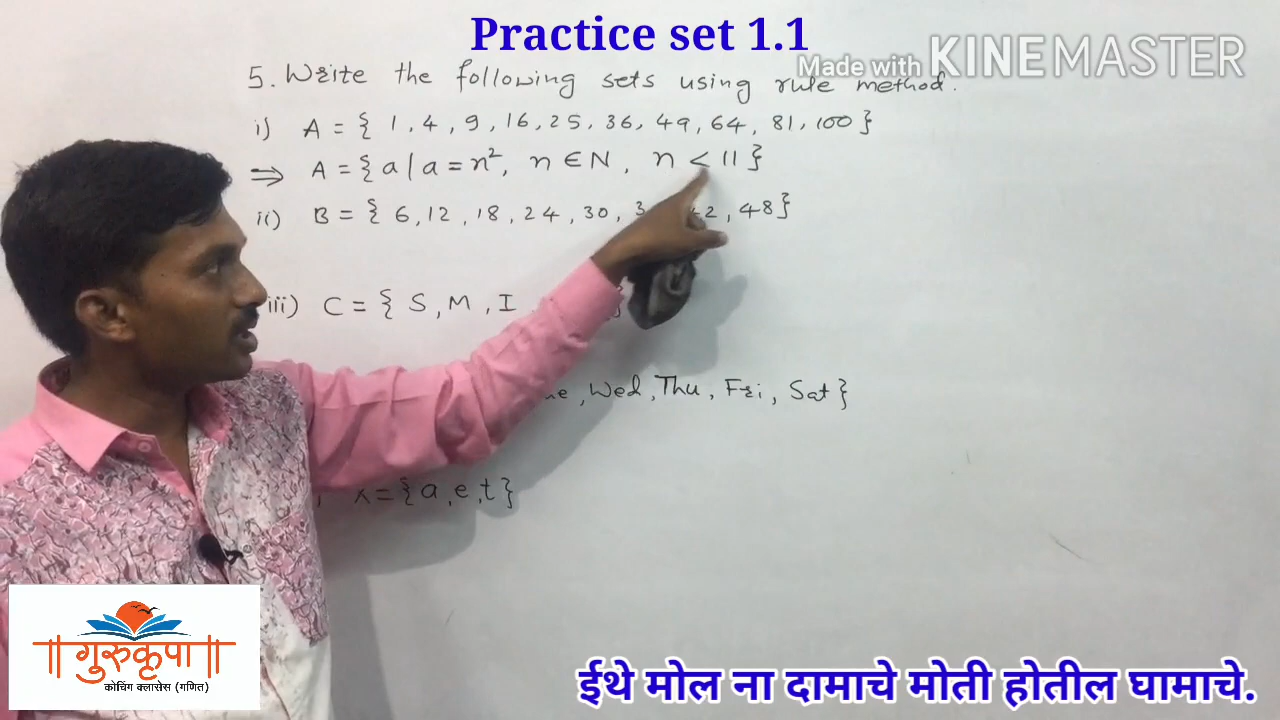 Practice set 1.1
Made with KINEMASTER
5. Write the following sets using rule method.
i) A = { 1, 4, 9, 16, 25, 36, 49, 64, 81, 100 }
⇒ A = { a / a = n², n ∈ N, n < 11 }
ii) B = { 6, 12, 18, 24, 30, 3 42, 48 }
iii) C = { S, M, I }
, Wed, Thu, Fri, Sat }
X = { a, e, t }
|| गुरुकृपा ||
कोचिंग क्लासेस (गणित)
ईथे मोल ना दामाचे मोती होतील घामाचे.